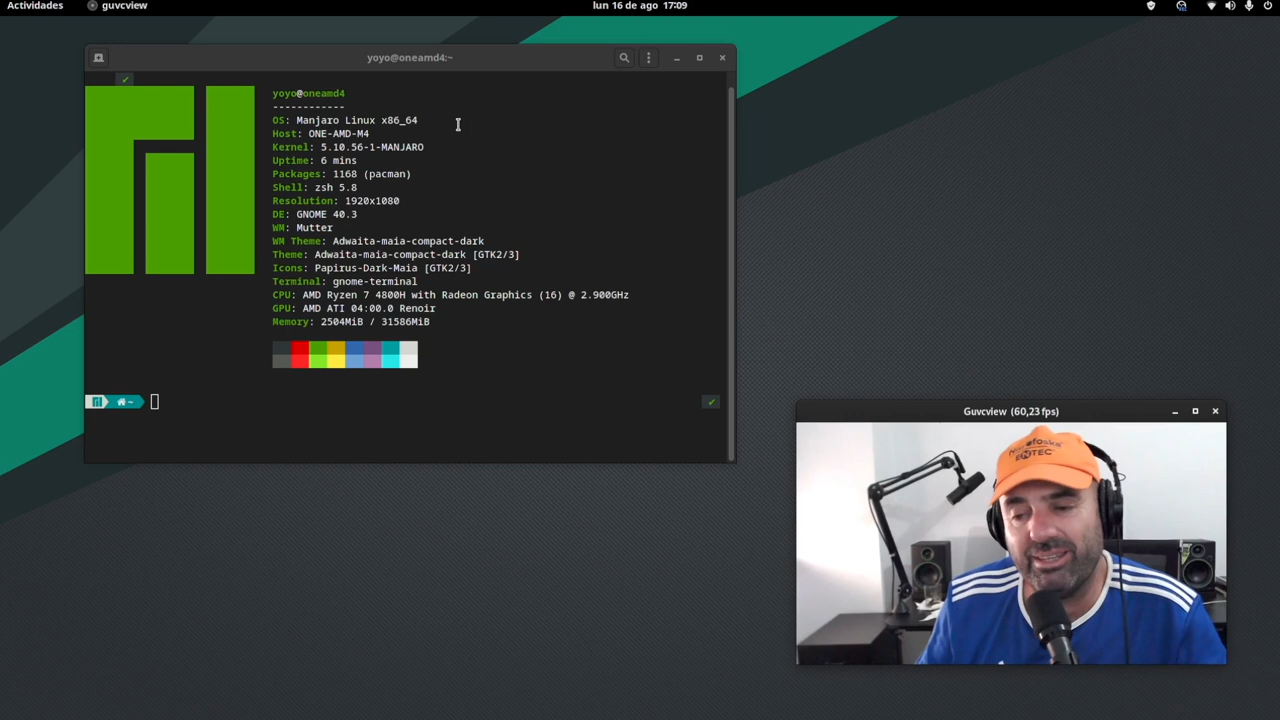 Actividades
guvcview
lun 16 de ago 17:09
yoyo@oneamd4:~
yoyo@oneamd4
------------
OS: Manjaro Linux x86_64
Host: ONE-AMD-M4
Kernel: 5.10.56-1-MANJARO
Uptime: 6 mins
Packages: 1168 (pacman)
Shell: zsh 5.8
Resolution: 1920x1080
DE: GNOME 40.3
WM: Mutter
WM Theme: Adwaita-maia-compact-dark
Theme: Adwaita-maia-compact-dark [GTK2/3]
Icons: Papirus-Dark-Maia [GTK2/3]
Terminal: gnome-terminal
CPU: AMD Ryzen 7 4800H with Radeon Graphics (16) @ 2.900GHz
GPU: AMD ATI 04:00.0 Renoir
Memory: 2504MiB / 31586MiB
~
Guvcview (60,23 fps)